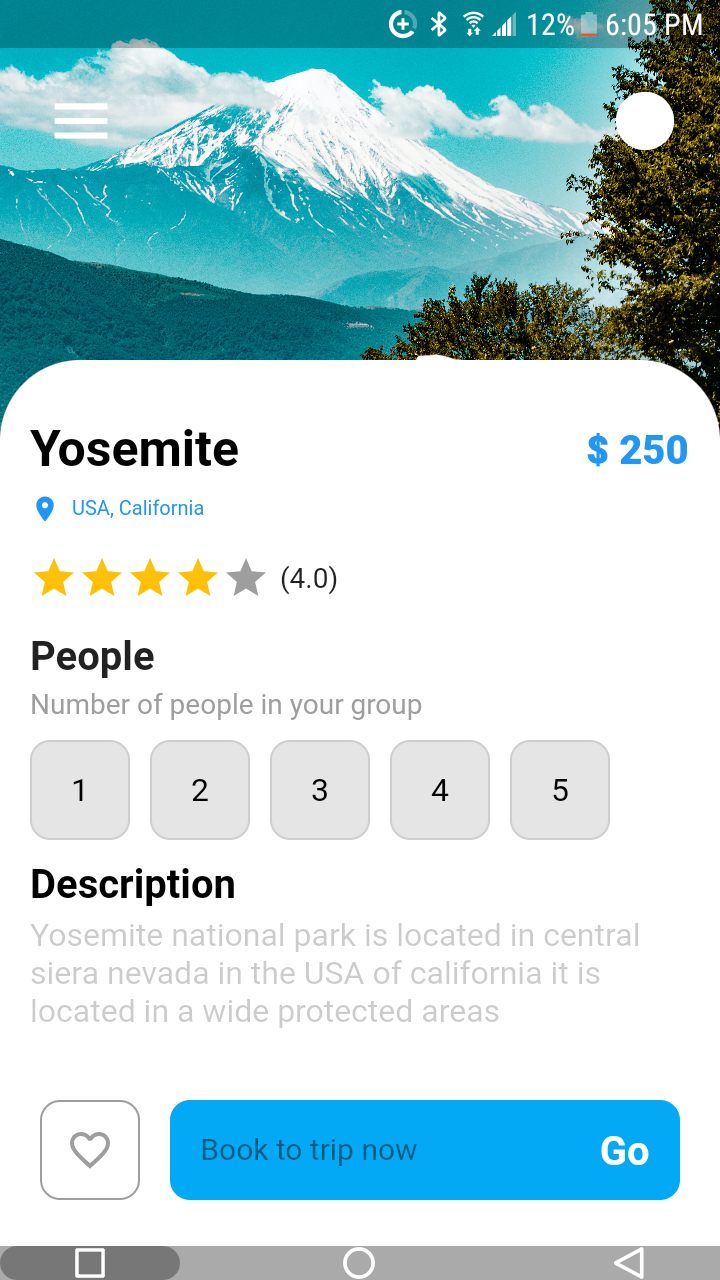 12% 6:05 PM
Yosemite $ 250
USA, California
(4.0)
People
Number of people in your group
1 2 3 4 5
Description
Yosemite national park is located in central
siera nevada in the USA of california it is
located in a wide protected areas
Book to trip now Go